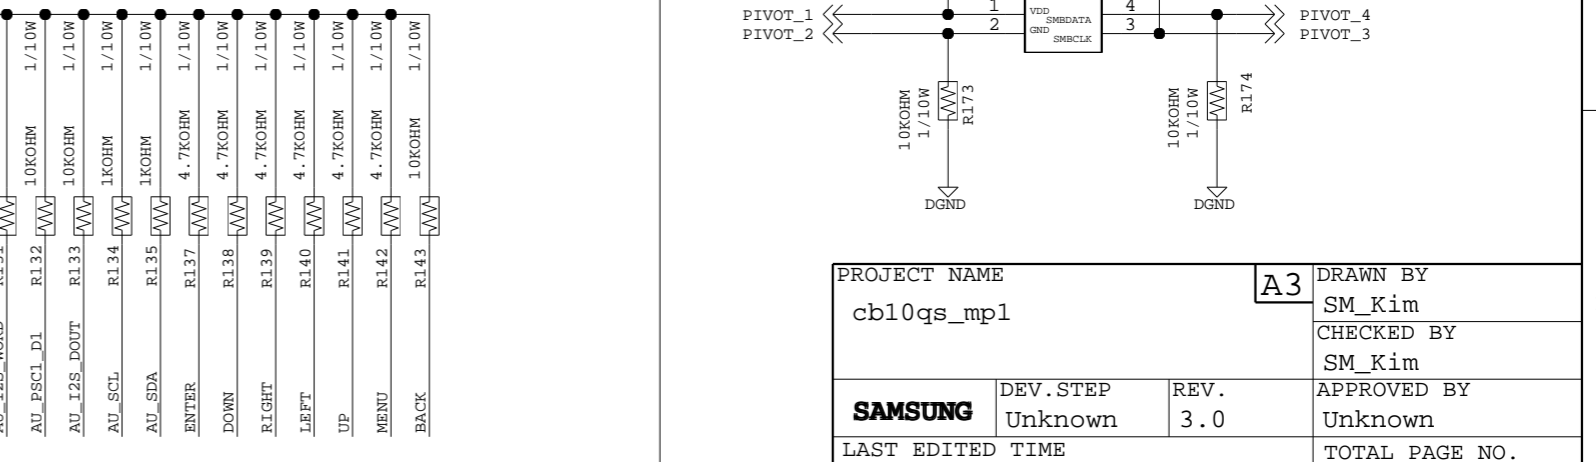 PIVOT_1
PIVOT_2
1
2
VDD
SMBDATA
GND
SMBCLK
4
3
PIVOT_4
PIVOT_3
1/10W
1/10W
1/10W
1/10W
1/10W
1/10W
1/10W
1/10W
1/10W
1/10W
1/10W
10KOHM
10KOHM
1KOHM
1KOHM
4.7KOHM
4.7KOHM
4.7KOHM
4.7KOHM
4.7KOHM
4.7KOHM
10KOHM
R132
R133
R134
R135
R137
R138
R139
R140
R141
R142
R143
AU_PSC1_D1
AU_I2S_DOUT
AU_SCL
AU_SDA
ENTER
DOWN
RIGHT
LEFT
UP
MENU
BACK
10KOHM
1/10W
R173
DGND
10KOHM
1/10W
R174
DGND
PROJECT NAME
cb10qs_mp1
A3
DRAWN BY
SM_Kim
CHECKED BY
SM_Kim
SAMSUNG
DEV.STEP
Unknown
REV.
3.0
APPROVED BY
Unknown
LAST EDITED TIME
TOTAL PAGE NO.